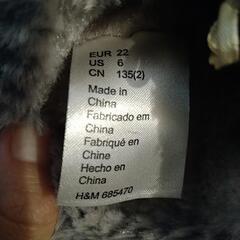 EUR 22
US 6
CN 135(2)
Made in
China
Fabricado em
China
Fabriqué en
Chine
Hecho en
China
H&M 685470